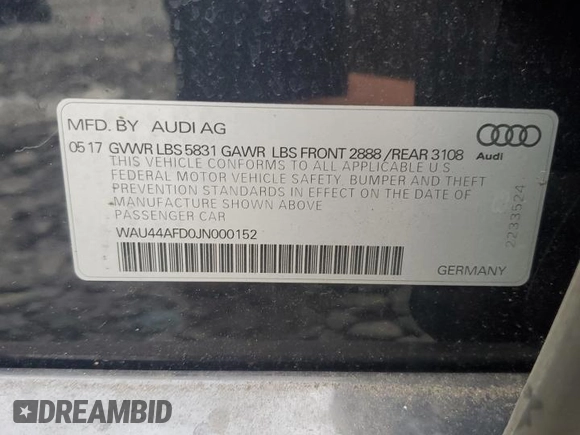 MFD. BY AUDI AG
05 17 GVWR LBS 5831 GAWR LBS FRONT 2888 / REAR 3108
Audi
THIS VEHICLE CONFORMS TO ALL APPLICABLE U.S
FEDERAL MOTOR VEHICLE SAFETY, BUMPER AND THEFT
PREVENTION STANDARDS IN EFFECT ON THE DATE OF
MANUFACTURE SHOWN ABOVE
PASSENGER CAR
WAU44AFD0JN000152
GERMANY
2233524
DREAMBID